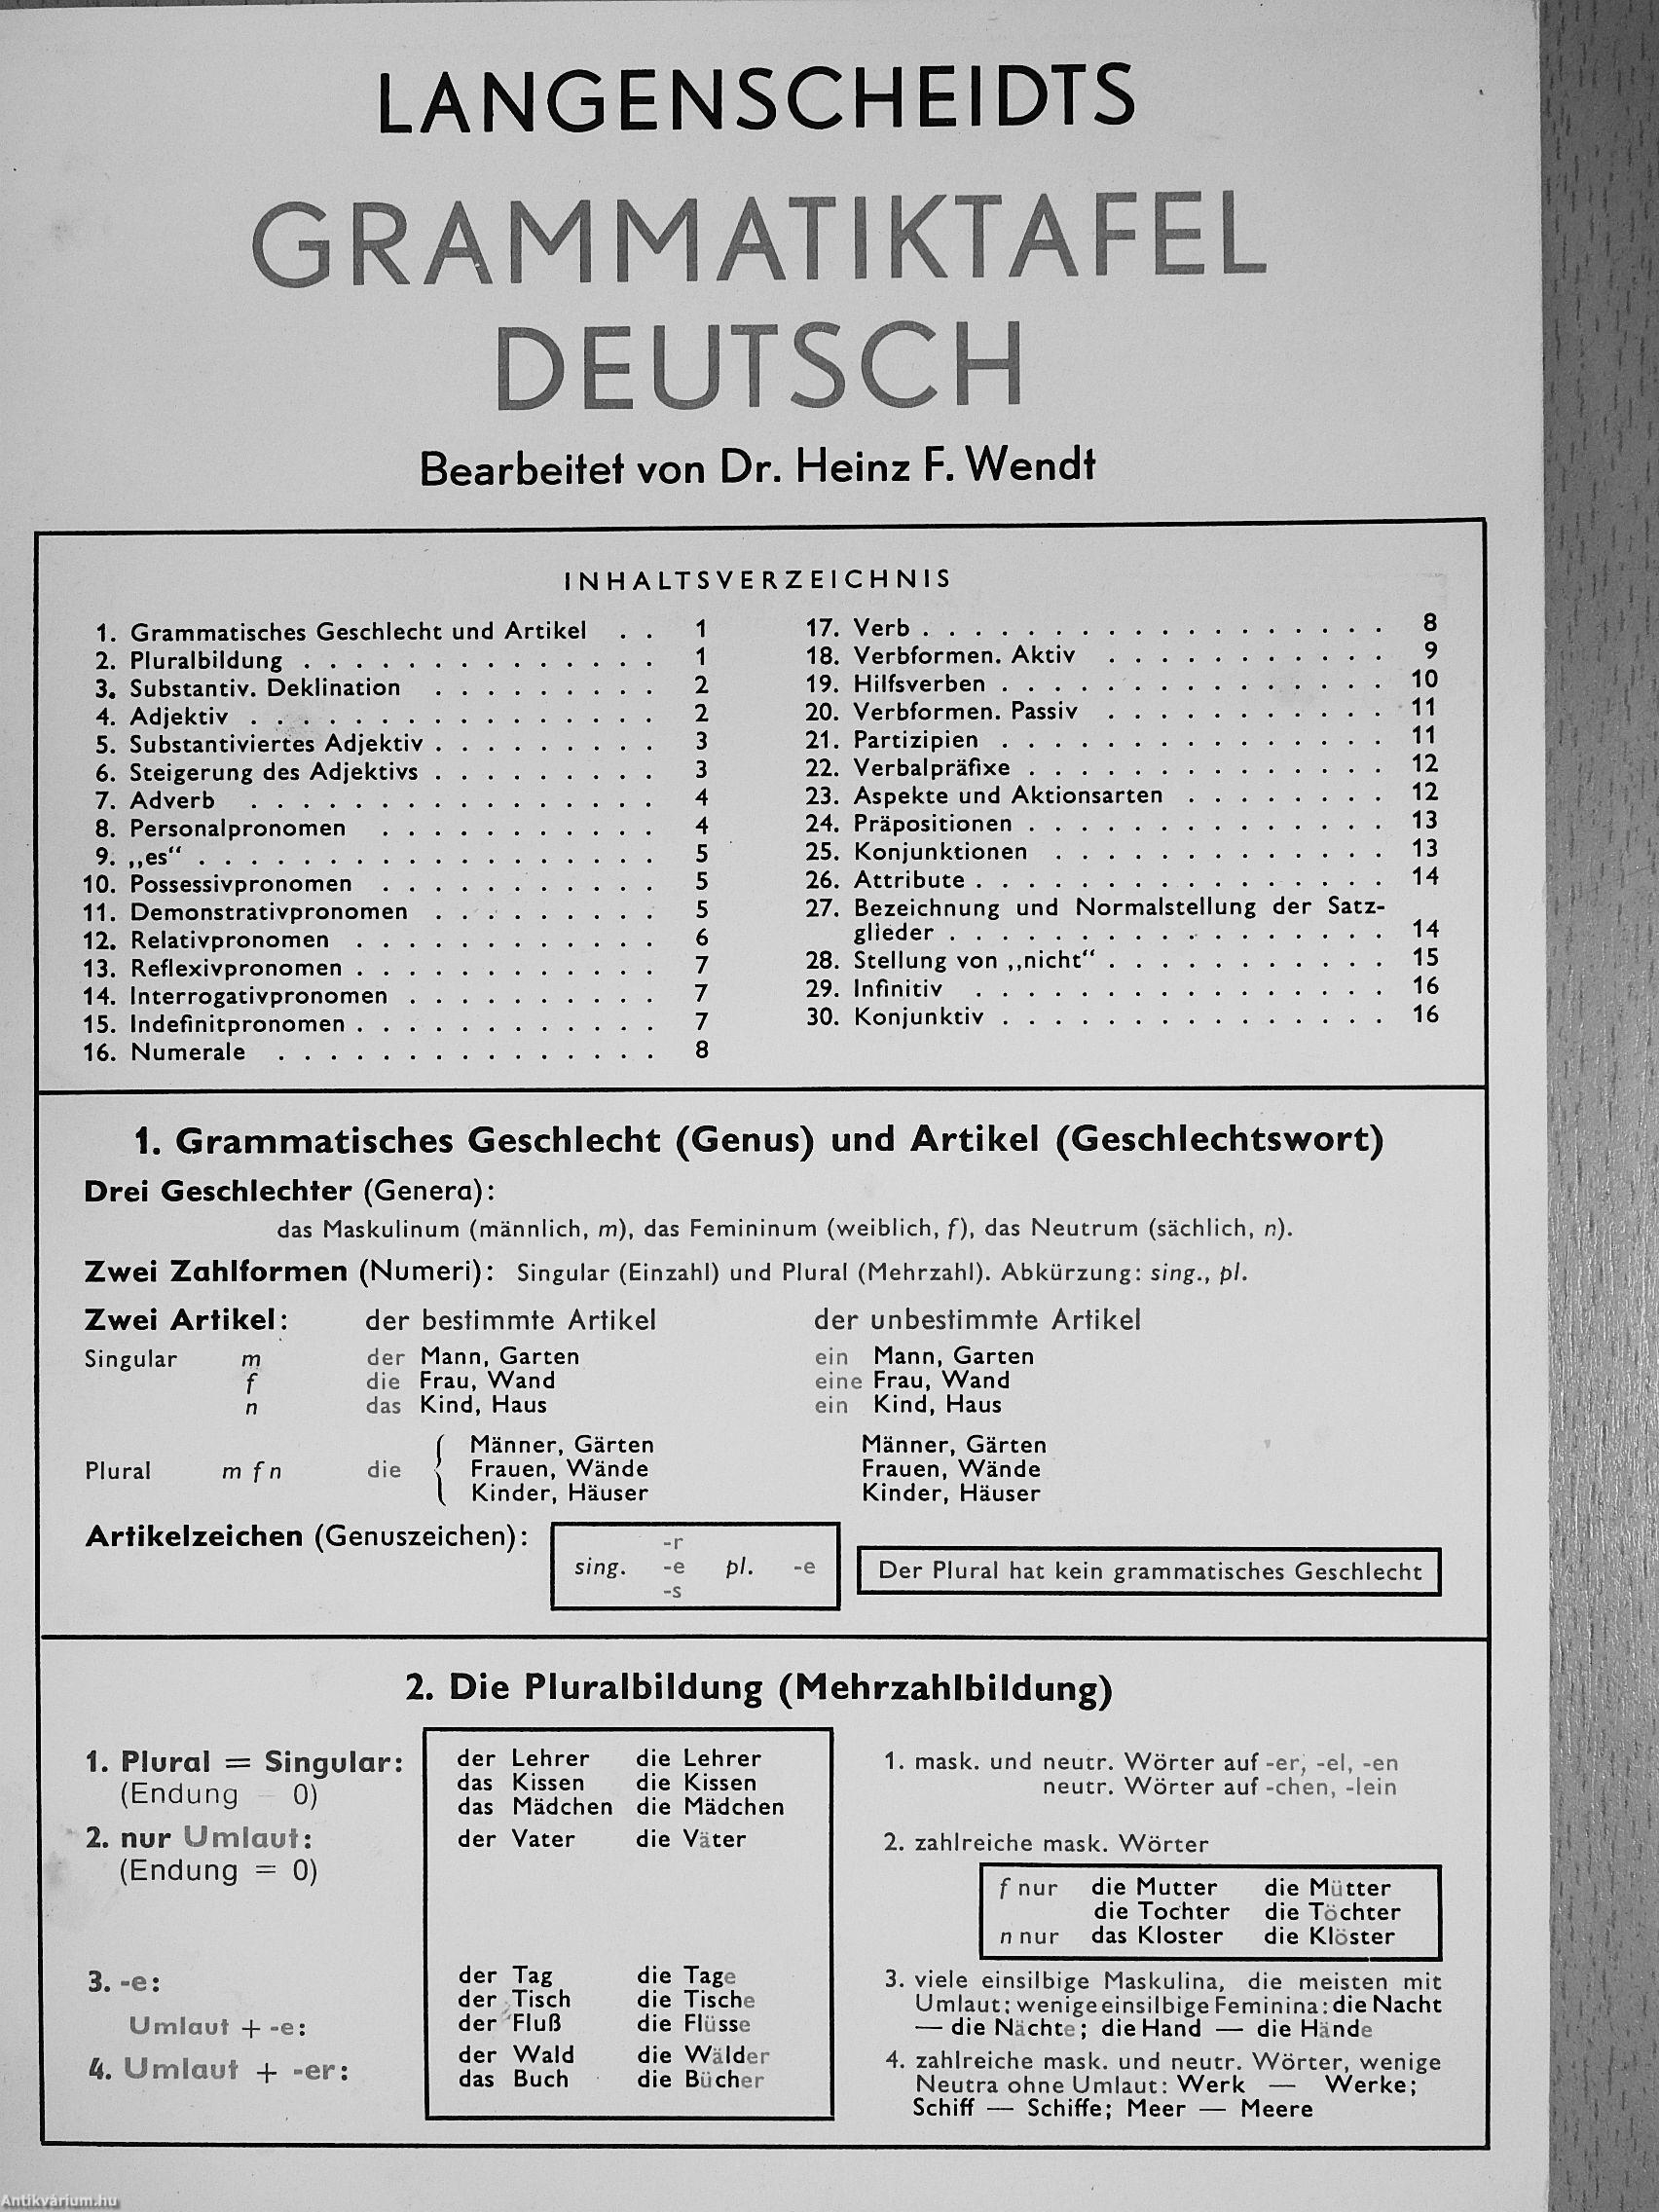 LANGENSCHEIDTS
GRAMMATIKTAFEL
DEUTSCH
Bearbeitet von Dr. Heinz F. Wendt
INHALTSVERZEICHNIS
1. Grammatisches Geschlecht und Artikel . . 1
2. Pluralbildung . . . . . . . . . . . . . . 1
3. Substantiv. Deklination . . . . . . . . . 2
4. Adjektiv . . . . . . . . . . . . . . . . 2
5. Substantiviertes Adjektiv . . . . . . . . . 3
6. Steigerung des Adjektivs . . . . . . . . . 3
7. Adverb . . . . . . . . . . . . . . . . 4
8. Personalpronomen . . . . . . . . . . . 4
9. „es“ . . . . . . . . . . . . . . . . . . 5
10. Possessivpronomen . . . . . . . . . . . 5
11. Demonstrativpronomen . . . . . . . . . 5
12. Relativpronomen . . . . . . . . . . . . 6
13. Reflexivpronomen . . . . . . . . . . . . 7
14. Interrogativpronomen . . . . . . . . . . 7
15. Indefinitpronomen . . . . . . . . . . . . 7
16. Numerale . . . . . . . . . . . . . . . 8
17. Verb . . . . . . . . . . . . . . . . . . 8
18. Verbformen. Aktiv . . . . . . . . . . . 9
19. Hilfsverben . . . . . . . . . . . . . . . 10
20. Verbformen. Passiv . . . . . . . . . . . 11
21. Partizipien . . . . . . . . . . . . . . . 11
22. Verbalpräfixe . . . . . . . . . . . . . . 12
23. Aspekte und Aktionsarten . . . . . . . . 12
24. Präpositionen . . . . . . . . . . . . . . 13
25. Konjunktionen . . . . . . . . . . . . . 13
26. Attribute . . . . . . . . . . . . . . . . 14
27. Bezeichnung und Normalstellung der Satz-
glieder . . . . . . . . . . . . . . . . . 14
28. Stellung von „nicht“ . . . . . . . . . . . 15
29. Infinitiv . . . . . . . . . . . . . . . . 16
30. Konjunktiv . . . . . . . . . . . . . . . 16
1. Grammatisches Geschlecht (Genus) und Artikel (Geschlechtswort)
Drei Geschlechter (Genera):
das Maskulinum (männlich, m), das Femininum (weiblich, f), das Neutrum (sächlich, n).
Zwei Zahlformen (Numeri): Singular (Einzahl) und Plural (Mehrzahl). Abkürzung: sing., pl.
Zwei Artikel: der bestimmte Artikel der unbestimmte Artikel
Singular m der Mann, Garten ein Mann, Garten
f die Frau, Wand eine Frau, Wand
n das Kind, Haus ein Kind, Haus
Männer, Gärten Männer, Gärten
Plural m f n die Frauen, Wände Frauen, Wände
Kinder, Häuser Kinder, Häuser
Artikelzeichen (Genuszeichen):
-r
sing. -e pl. -e
-s
Der Plural hat kein grammatisches Geschlecht
2. Die Pluralbildung (Mehrzahlbildung)
1. Plural = Singular:
(Endung – 0)
2. nur Umlaut:
(Endung = 0)
3. -e:
Umlaut + -e:
4. Umlaut + -er:
der Lehrer die Lehrer
das Kissen die Kissen
das Mädchen die Mädchen
der Vater die Väter
der Tag die Tage
der Tisch die Tische
der Fluß die Flüsse
der Wald die Wälder
das Buch die Bücher
1. mask. und neutr. Wörter auf -er, -el, -en
neutr. Wörter auf -chen, -lein
2. zahlreiche mask. Wörter
f nur die Mutter die Mütter
die Tochter die Töchter
n nur das Kloster die Klöster
3. viele einsilbige Maskulina, die meisten mit
Umlaut; wenige einsilbige Feminina: die Nacht
— die Nächte; die Hand — die Hände
4. zahlreiche mask. und neutr. Wörter, wenige
Neutra ohne Umlaut: Werk — Werke;
Schiff — Schiffe; Meer — Meere
Antikvárium.hu